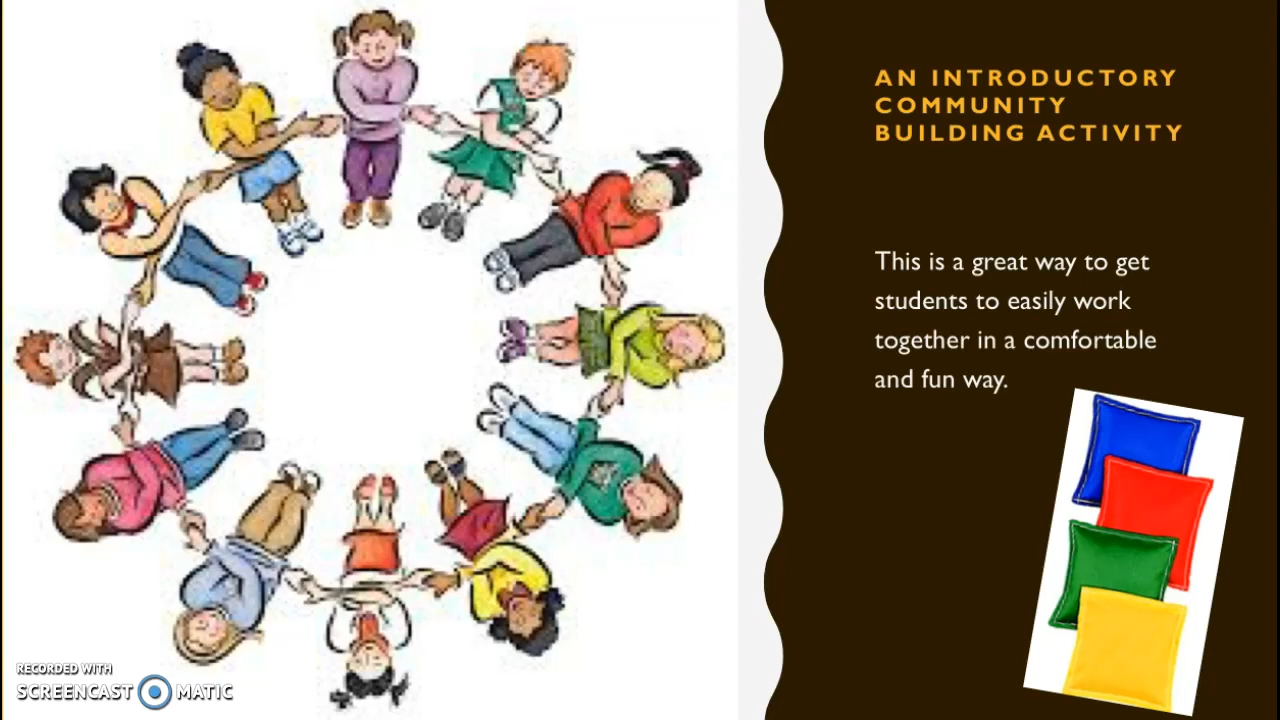 AN INTRODUCTORY
COMMUNITY
BUILDING ACTIVITY
This is a great way to get
students to easily work
together in a comfortable
and fun way.
RECORDED WITH
SCREENCAST MATIC